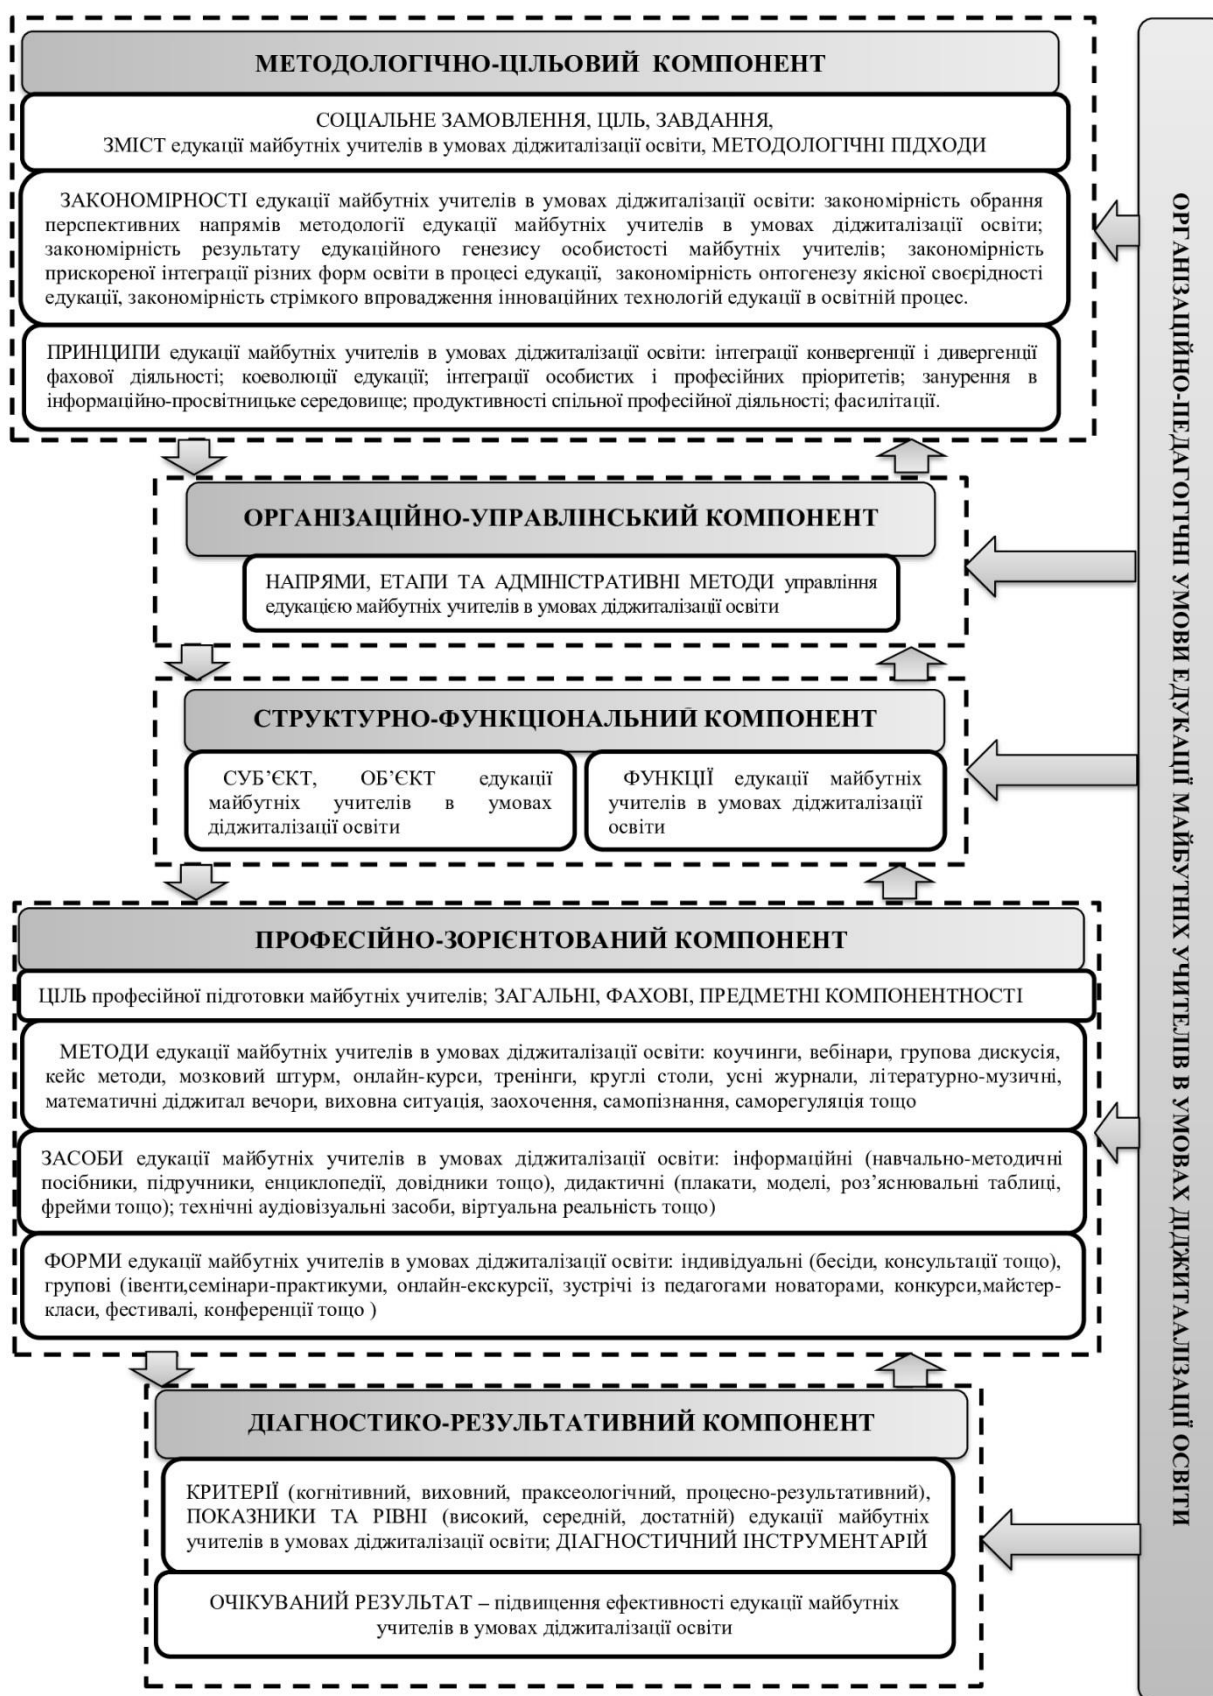 МЕТОДОЛОГІЧНО-ЦІЛЬОВИЙ КОМПОНЕНТ
СОЦІАЛЬНЕ ЗАМОВЛЕННЯ, ЦІЛЬ, ЗАВДАННЯ,
ЗМІСТ едукації майбутніх учителів в умовах діджиталізації освіти, МЕТОДОЛОГІЧНІ ПІДХОДИ
ЗАКОНОМІРНОСТІ едукації майбутніх учителів в умовах діджиталізації освіти: закономірність обрання
перспективних напрямів методології едукації майбутніх учителів в умовах діджиталізації освіти;
закономірність результату едукаційного генезису особистості майбутніх учителів; закономірність
прискореної інтеграції різних форм освіти в процесі едукації, закономірність онтогенезу якісної своєрідності
едукації, закономірність стрімкого впровадження інноваційних технологій едукації в освітній процес.
ПРИНЦИПИ едукації майбутніх учителів в умовах діджиталізації освіти: інтеграції конвергенції і дивергенції
фахової діяльності; коеволюції едукації; інтеграції особистих і професійних пріоритетів; занурення в
інформаційно-просвітницьке середовище; продуктивності спільної професійної діяльності; фасилітації.
ОРГАНІЗАЦІЙНО-УПРАВЛІНСЬКИЙ КОМПОНЕНТ
НАПРЯМИ, ЕТАПИ ТА АДМІНІСТРАТИВНІ МЕТОДИ управління
едукацією майбутніх учителів в умовах діджиталізації освіти
СТРУКТУРНО-ФУНКЦІОНАЛЬНИЙ КОМПОНЕНТ
СУБ’ЄКТ, ОБ’ЄКТ едукації
майбутніх учителів в умовах
діджиталізації освіти
ФУНКЦІЇ едукації майбутніх
учителів в умовах діджиталізації
освіти
ПРОФЕСІЙНО-ЗОРІЄНТОВАНИЙ КОМПОНЕНТ
ЦІЛЬ професійної підготовки майбутніх учителів; ЗАГАЛЬНІ, ФАХОВІ, ПРЕДМЕТНІ КОМПОНЕНТНОСТІ
МЕТОДИ едукації майбутніх учителів в умовах діджиталізації освіти: коучинги, вебінари, групова дискусія,
кейс методи, мозковий штурм, онлайн-курси, тренінги, круглі столи, усні журнали, літературно-музичні,
математичні діджитал вечори, виховна ситуація, заохочення, самопізнання, саморегуляція тощо
ЗАСОБИ едукації майбутніх учителів в умовах діджиталізації освіти: інформаційні (навчально-методичні
посібники, підручники, енциклопедії, довідники тощо), дидактичні (плакати, моделі, роз’яснювальні таблиці,
фрейми тощо); технічні аудіовізуальні засоби, віртуальна реальність тощо)
ФОРМИ едукації майбутніх учителів в умовах діджиталізації освіти: індивідуальні (бесіди, консультації тощо),
групові (івенти,семінари-практикуми, онлайн-екскурсії, зустрічі із педагогами новаторами, конкурси,майстер-
класи, фестивалі, конференції тощо )
ДІАГНОСТИКО-РЕЗУЛЬТАТИВНИЙ КОМПОНЕНТ
КРИТЕРІЇ (когнітивний, виховний, праксеологічний, процесно-результативний),
ПОКАЗНИКИ ТА РІВНІ (високий, середній, достатній) едукації майбутніх
учителів в умовах діджиталізації освіти; ДІАГНОСТИЧНИЙ ІНСТРУМЕНТАРІЙ
ОЧІКУВАНИЙ РЕЗУЛЬТАТ – підвищення ефективності едукації майбутніх
учителів в умовах діджиталізації освіти
ОРГАНІЗАЦІЙНО-ПЕДАГОГІЧНІ УМОВИ ЕДУКАЦІЇ МАЙБУТНІХ УЧИТЕЛІВ В УМОВАХ ДІДЖИТААЛІЗАЦІЇ ОСВІТИ